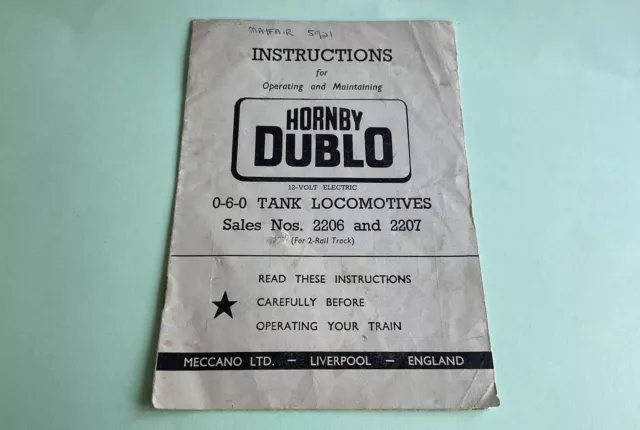 MAYFAIR 5721
INSTRUCTIONS
for
Operating and Maintaining
HORNBY
DUBLO
12-VOLT ELECTRIC
0-6-0 TANK LOCOMOTIVES
Sales Nos. 2206 and 2207
(For 2-Rail Track)
READ THESE INSTRUCTIONS
CAREFULLY BEFORE
OPERATING YOUR TRAIN
MECCANO LTD. — LIVERPOOL — ENGLAND